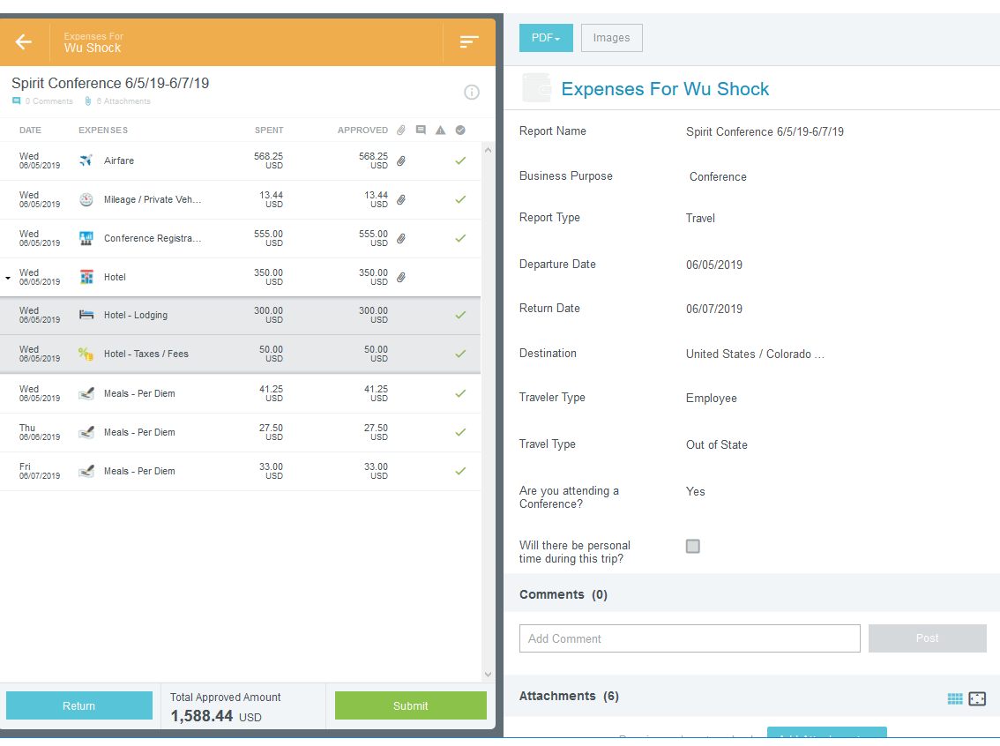 Expenses For
Wu Shock
Spirit Conference 6/5/19-6/7/19
0 Comments 6 Attachments
DATE EXPENSES SPENT APPROVED
Wed
06/05/2019 Airfare 568.25 USD 568.25 USD
Wed
06/05/2019 Mileage / Private Veh... 13.44 USD 13.44 USD
Wed
06/05/2019 Conference Registra... 555.00 USD 555.00 USD
Wed
06/05/2019 Hotel 350.00 USD 350.00 USD
Wed
06/05/2019 Hotel - Lodging 300.00 USD 300.00 USD
Wed
06/05/2019 Hotel - Taxes / Fees 50.00 USD 50.00 USD
Wed
06/05/2019 Meals - Per Diem 41.25 USD 41.25 USD
Thu
06/06/2019 Meals - Per Diem 27.50 USD 27.50 USD
Fri
06/07/2019 Meals - Per Diem 33.00 USD 33.00 USD
Return
Total Approved Amount
1,588.44 USD
Submit
PDF Images
Expenses For Wu Shock
Report Name Spirit Conference 6/5/19-6/7/19
Business Purpose Conference
Report Type Travel
Departure Date 06/05/2019
Return Date 06/07/2019
Destination United States / Colorado ...
Traveler Type Employee
Travel Type Out of State
Are you attending a
Conference? Yes
Will there be personal
time during this trip?
Comments (0)
Add Comment Post
Attachments (6)